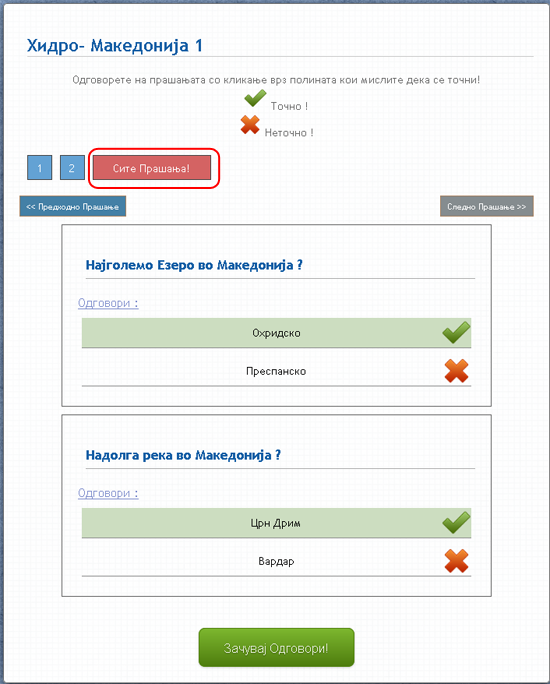 Хидро- Македонија 1
Одговорете на прашањата со кликање врз полината кои мислите дека се точни!
Точно !
Неточно !
1 2 Сите Прашања!
<< Предходно Прашање Следно Прашање >>
Најголемо Езеро во Македонија ?
Одговори :
Охридско
Преспанско
Надолга река во Македонија ?
Одговори :
Црн Дрим
Вардар
Зачувај Одговори!